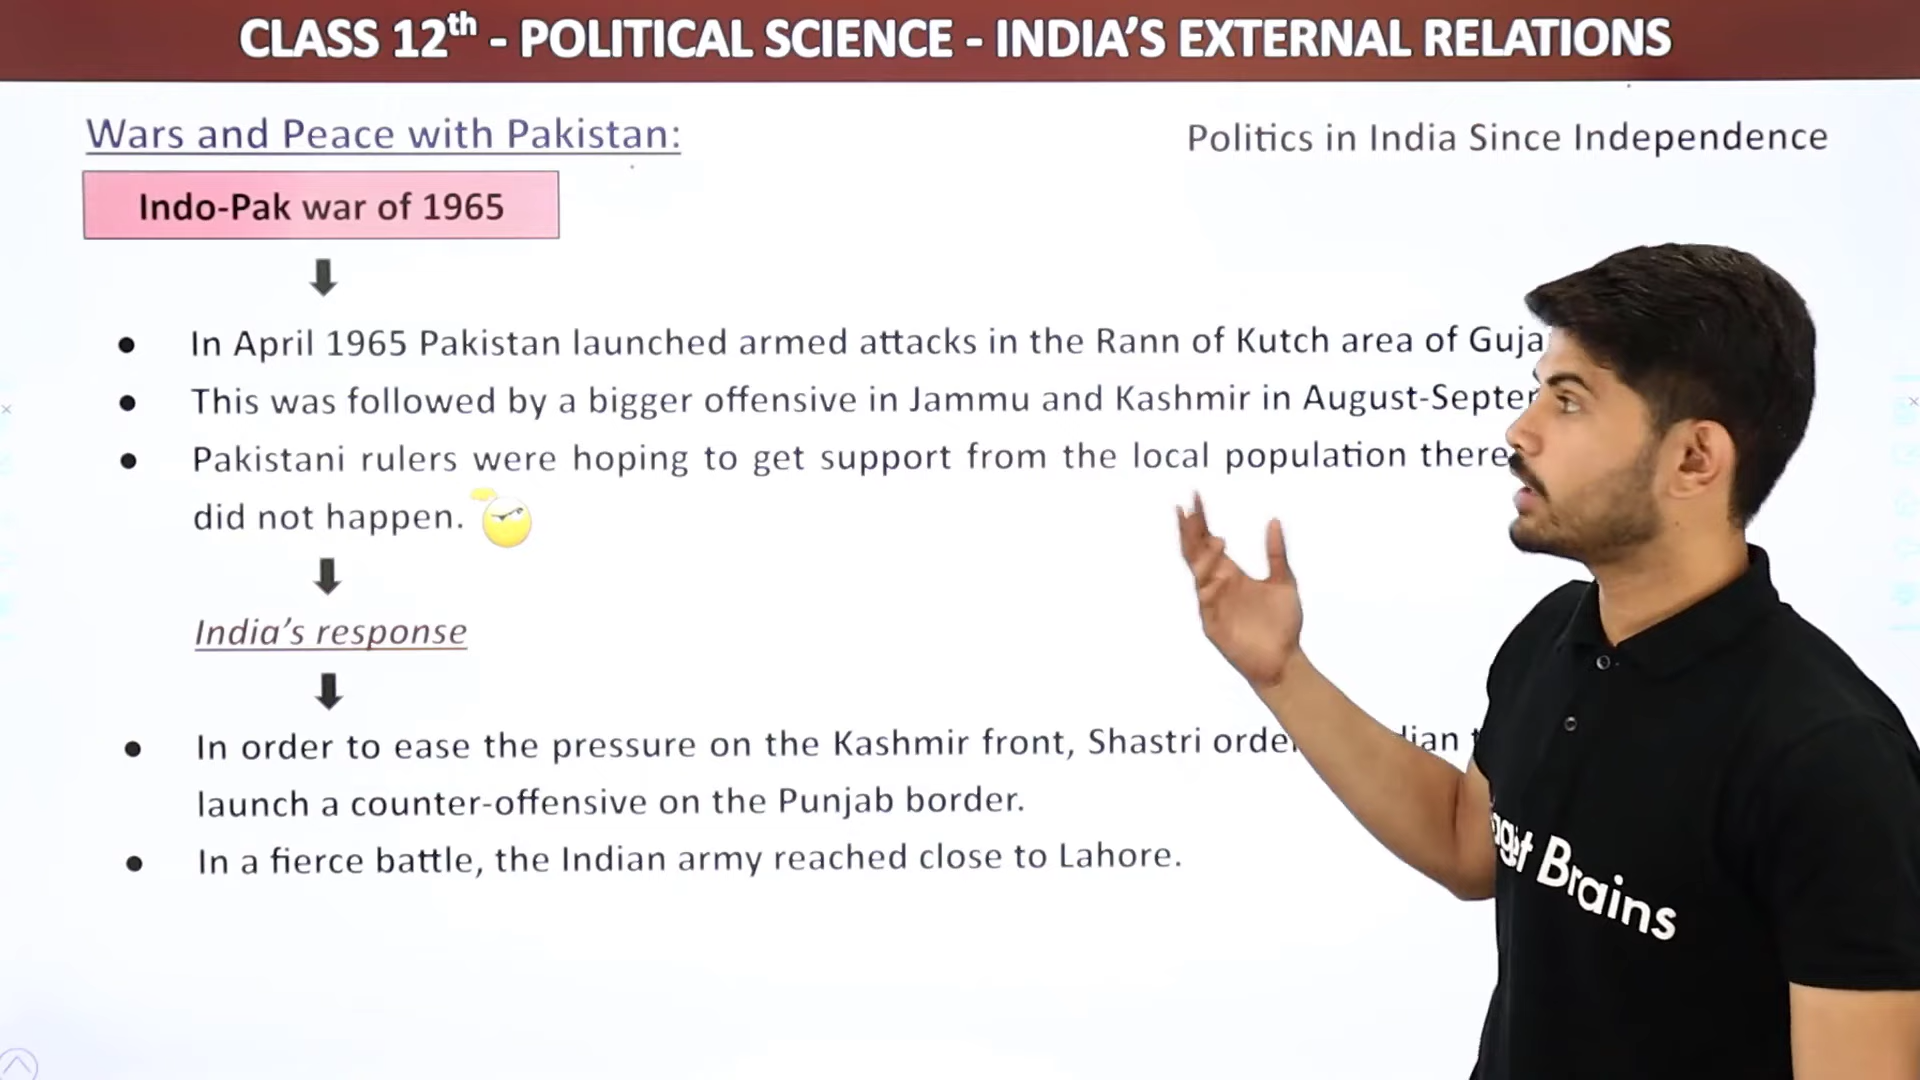 CLASS 12th - POLITICAL SCIENCE - INDIA'S EXTERNAL RELATIONS
Wars and Peace with Pakistan:
Politics in India Since Independence
Indo-Pak war of 1965
● In April 1965 Pakistan launched armed attacks in the Rann of Kutch area of
● This was followed by a bigger offensive in Jammu and Kashmir in
● Pakistani rulers were hoping to get support from the local population there
did not happen.
India's response
● In order to ease the pressure on the Kashmir front, Shastri
launch a counter-offensive on the Punjab border.
● In a fierce battle, the Indian army reached close to Lahore.
Brains